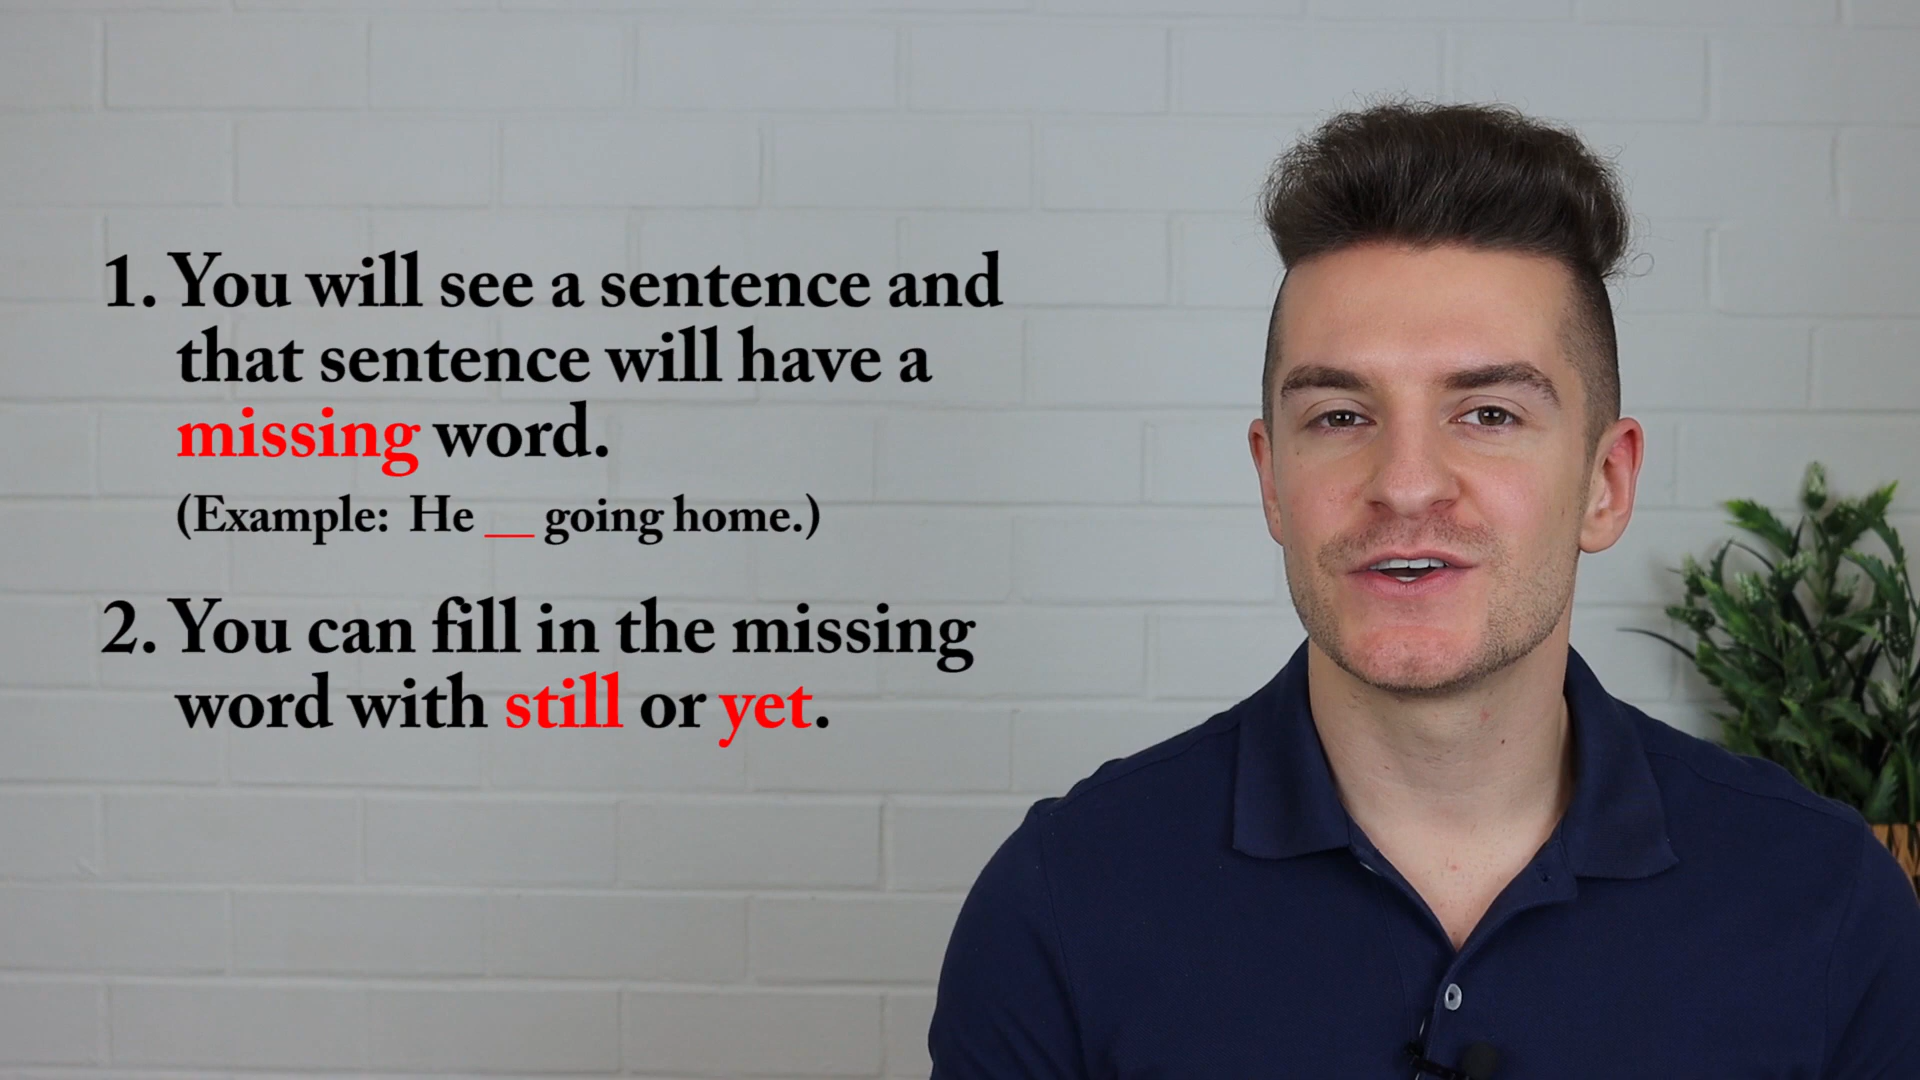 1. You will see a sentence and
that sentence will have a
missing word.
(Example: He __ going home.)
2. You can fill in the missing
word with still or yet.